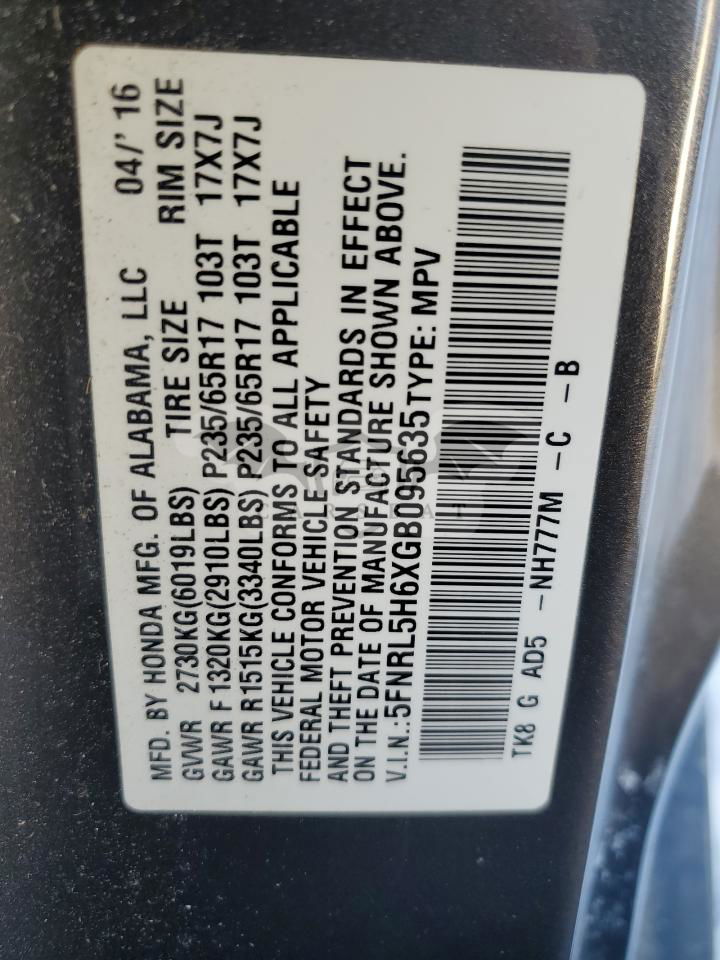 MFD. BY HONDA MFG. OF ALABAMA, LLC 04/'16
GVWR 2730KG(6019LBS) TIRE SIZE RIM SIZE
GAWR F 1320KG(2910LBS) P235/65R17 103T 17X7J
GAWR R1515KG(3340LBS) P235/65R17 103T 17X7J
THIS VEHICLE CONFORMS TO ALL APPLICABLE
FEDERAL MOTOR VEHICLE SAFETY
AND THEFT PREVENTION STANDARDS IN EFFECT
ON THE DATE OF MANUFACTURE SHOWN ABOVE.
V.I.N.:5FNRL5H6XGB095635 TYPE: MPV
TK8 G AD5 -NH777M -C -B